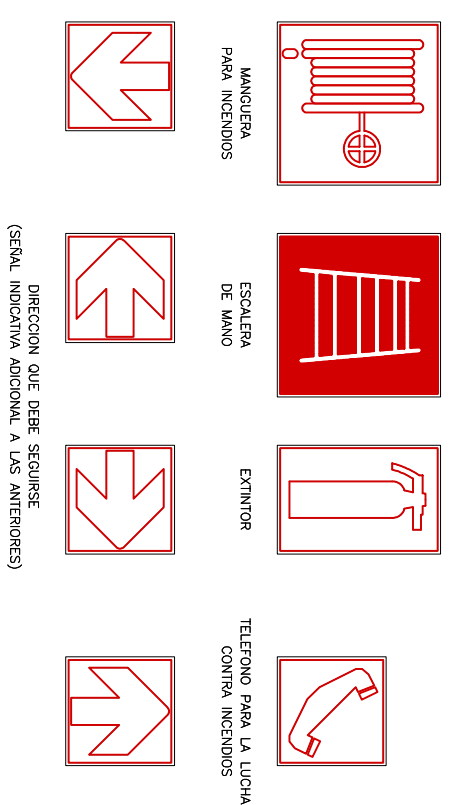 MANGUERA
PARA INCENDIOS
ESCALERA
DE MANO
EXTINTOR
TELEFONO PARA LA LUCHA
CONTRA INCENDIOS
DIRECCION QUE DEBE SEGUIRSE
(SEÑAL INDICATIVA ADICIONAL A LAS ANTERIORES)